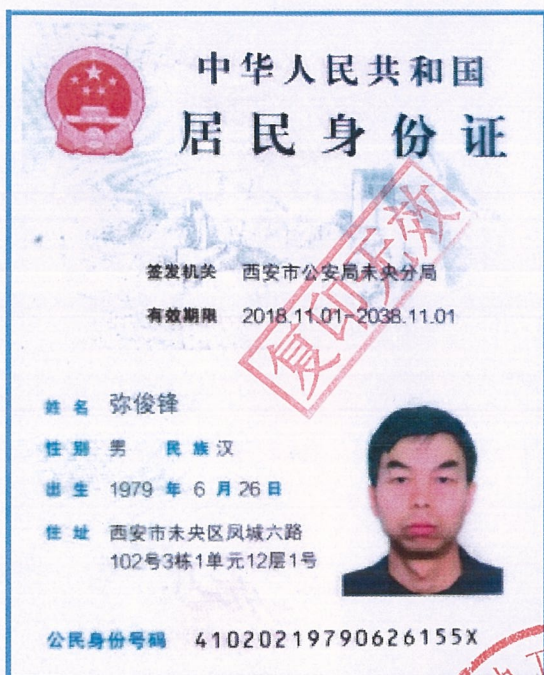 中华人民共和国
居民身份证
签发机关 西安市公安局未央分局
有效期限 2018.11.01-2038.11.01
复印无效
姓名 弥俊锋
性别 男 民族 汉
出生 1979 年 6 月 26 日
住址 西安市未央区凤城六路
102号3栋1单元12层1号
公民身份号码 41020219790626155X